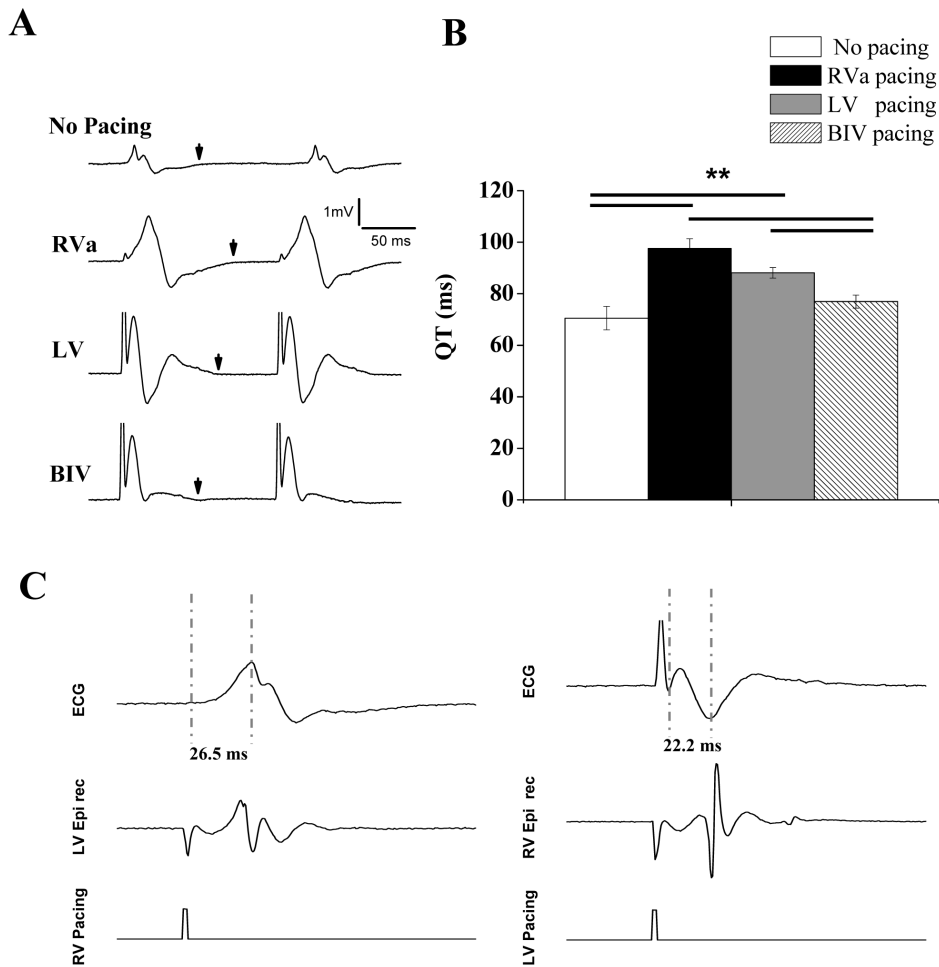 A
No Pacing
1mV
50 ms
RVa
LV
BIV
B
No pacing
RVa pacing
LV pacing
BIV pacing
**
QT (ms)
120
100
80
60
40
20
0
C
ECG
26.5 ms
LV Epi rec
RV Pacing
ECG
22.2 ms
RV Epi rec
LV Pacing